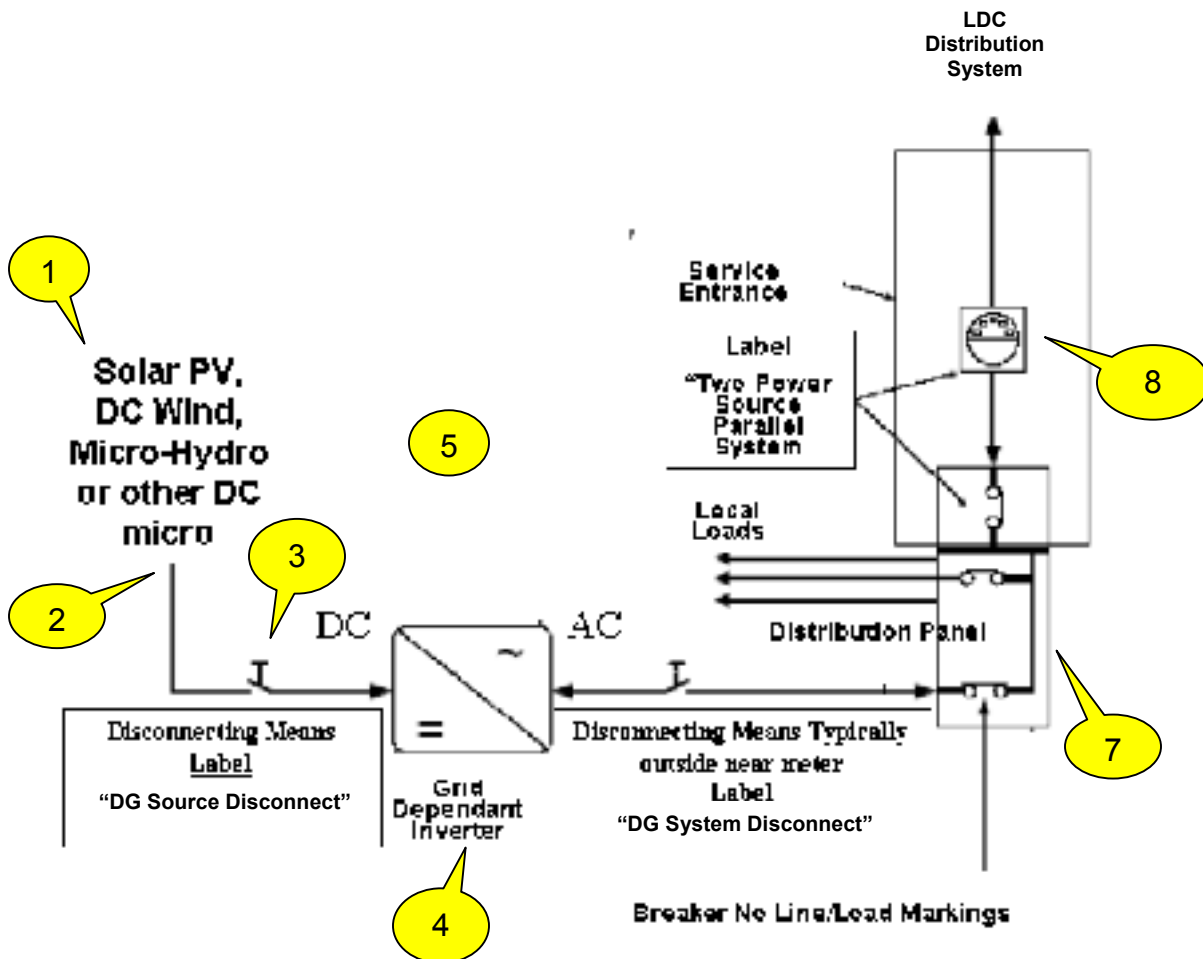 LDC
Distribution
System
1
Service
Entrance
Label
"Two Power
Source
Parallel
System
8
Solar PV,
DC Wind,
Micro-Hydro
or other DC
micro
5
Local
Loads
3
2
DC
AC
~
=
Distribution Panel
7
Disconnecting Means
Label
“DG Source Disconnect”
Grid
Dependant
Inverter
Disconnecting Means Typically
outside near meter
Label
“DG System Disconnect”
4
Breaker No Line/Load Markings